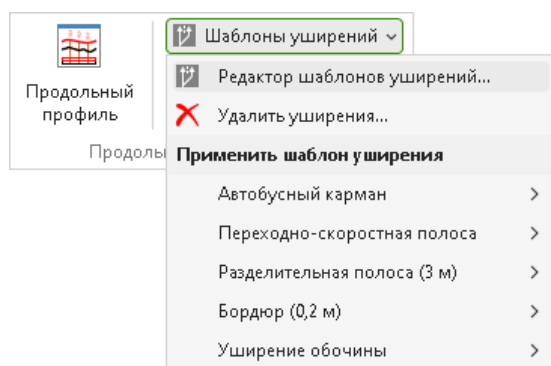 Шаблоны уширений
Продольный
профиль
Продоль
Редактор шаблонов уширений...
Удалить уширения...
Применить шаблон уширения
Автобусный карман
Переходно-скоростная полоса
Разделительная полоса (3 м)
Бордюр (0,2 м)
Уширение обочины